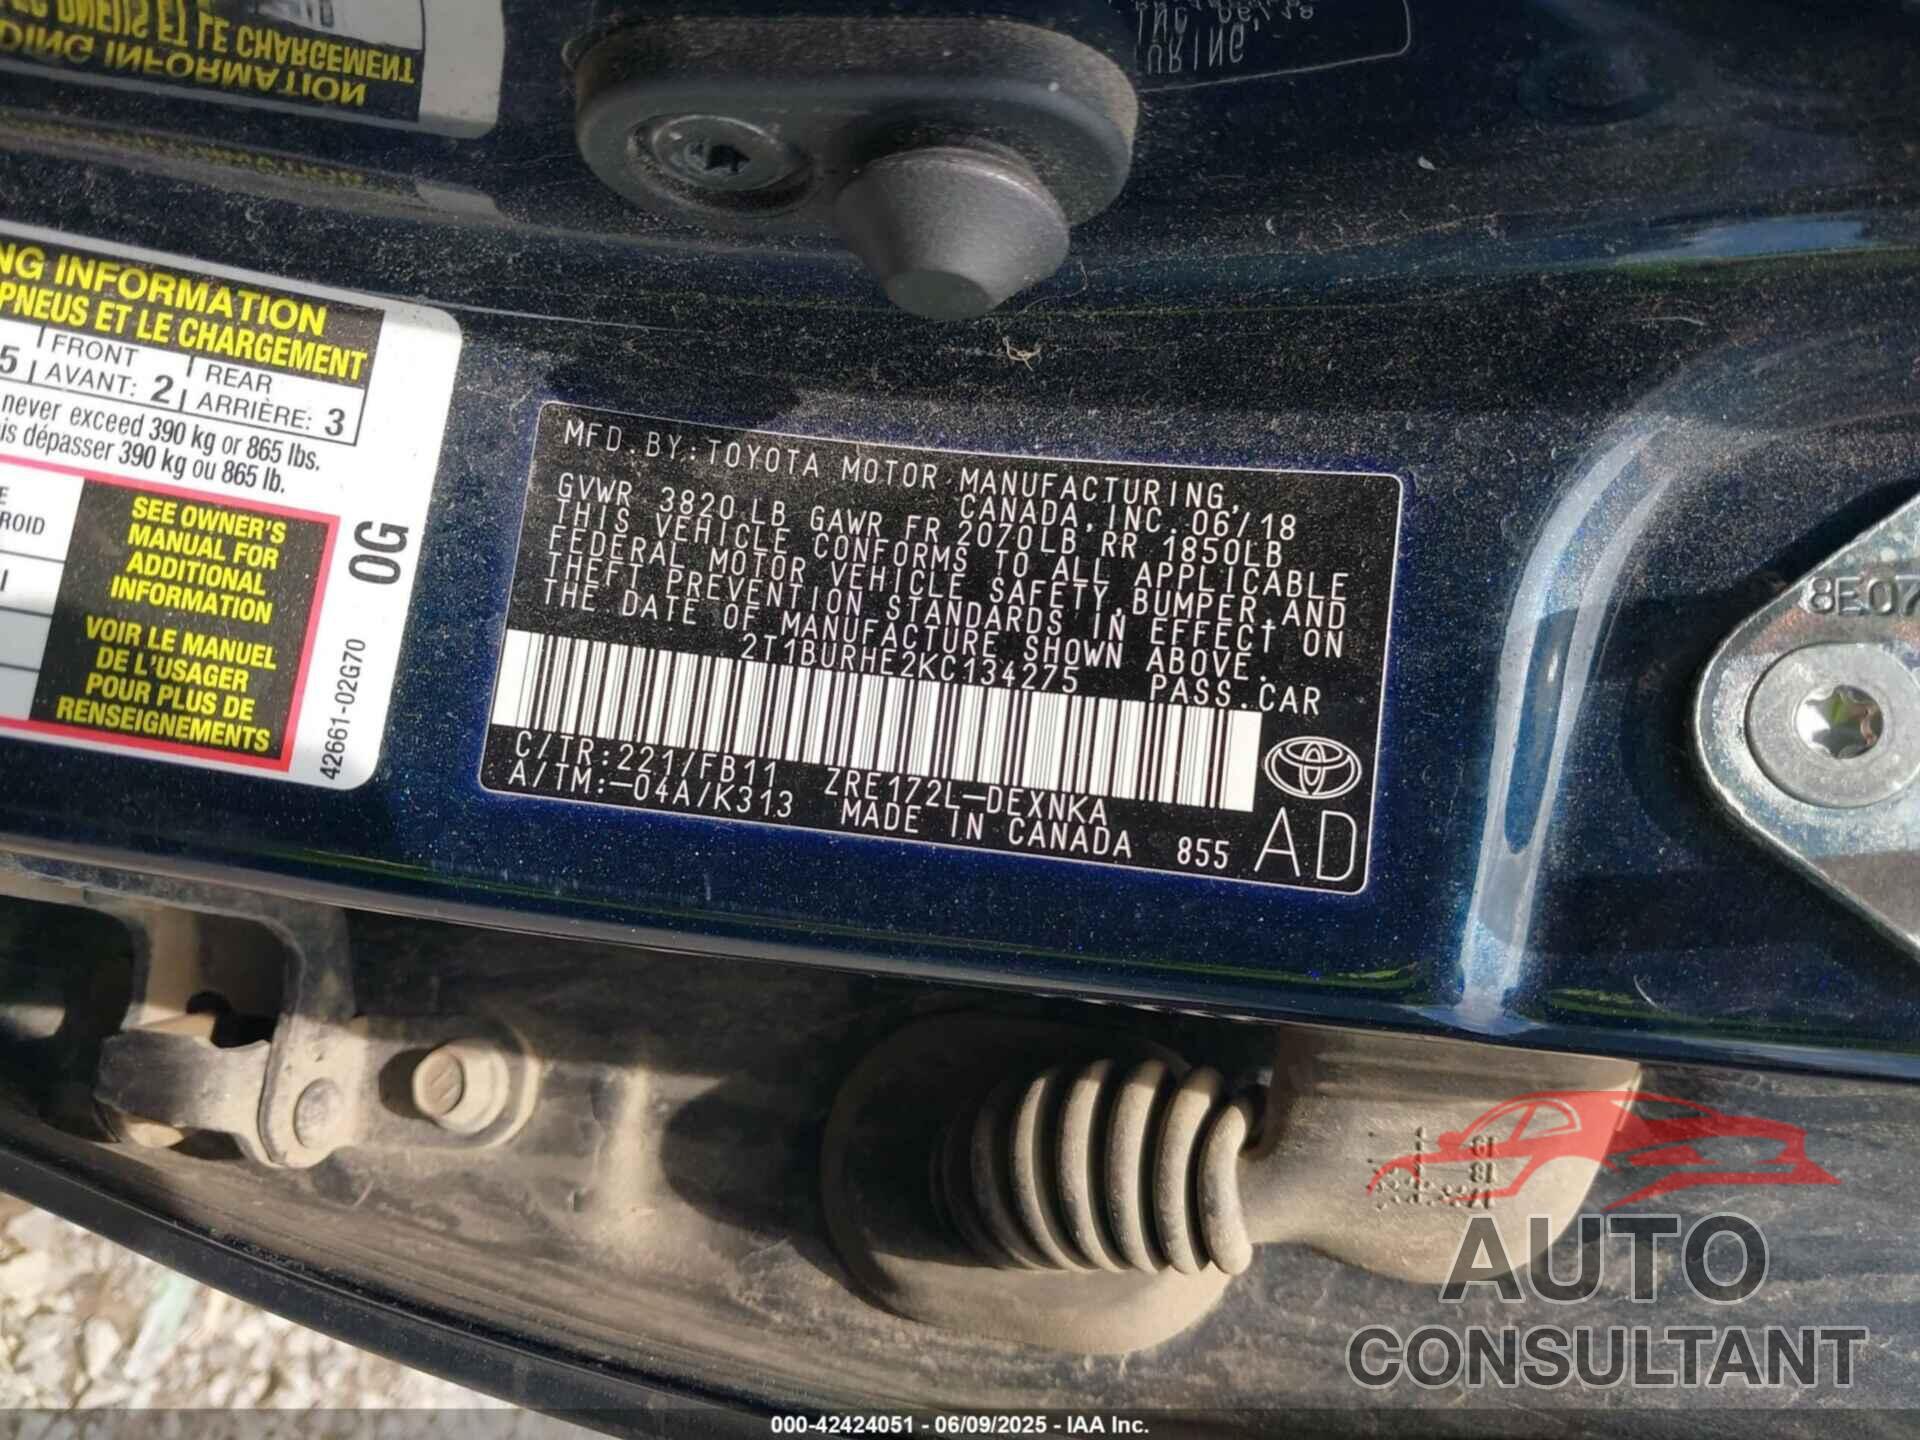 NG INFORMATION
PNEUS ET LE CHARGEMENT
5 FRONT AVANT: 2 REAR ARRIÈRE: 3
never exceed 390 kg or 865 lbs.
is dépasser 390 kg ou 865 lb.
ROID
SEE OWNER'S
MANUAL FOR
ADDITIONAL
INFORMATION
VOIR LE MANUEL
DE L'USAGER
POUR PLUS DE
RENSEIGNEMENTS
0G
42661-02G70
MFD. BY: TOYOTA MOTOR MANUFACTURING,
CANADA, INC. 06/18
GVWR 3820 LB GAWR FR 2070LB RR 1850LB
THIS VEHICLE CONFORMS TO ALL APPLICABLE
FEDERAL MOTOR VEHICLE SAFETY, BUMPER, AND
THEFT PREVENTION STANDARDS IN EFFECT ON
THE DATE OF MANUFACTURE SHOWN ABOVE.
2T1BURHE2KC134275 PASS. CAR
C/TR: 221/FB11 ZRE172L-DEXNKA
A/TM: -04A/K313 MADE IN CANADA 855 AD
8E07
AUTO
CONSULTANT
000-42424051 - 06/09/2025 - IAA Inc.